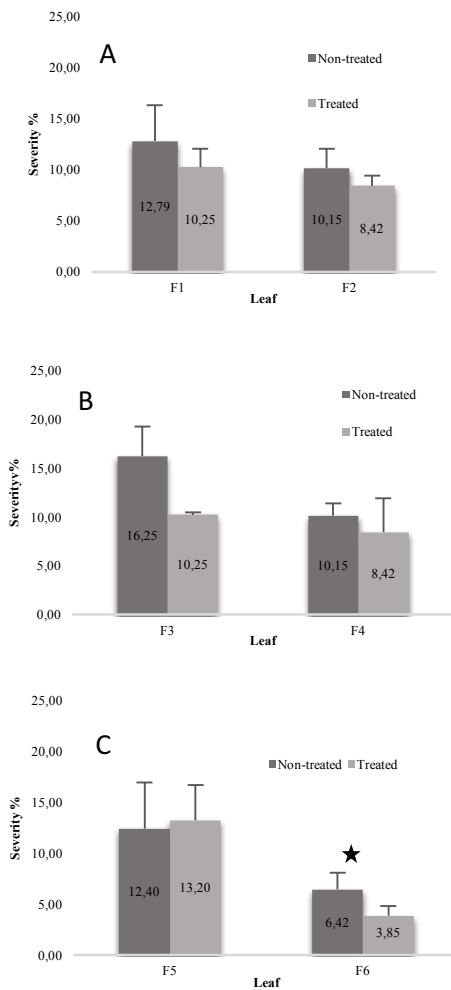 25,00
A
Non-treated
20,00
Treated
15,00
Severity %
10,00
12,79
10,25
10,15
8,42
5,00
0,00
F1
F2
Leaf
25,00
B
Non-treated
20,00
Treated
15,00
Severityv%
10,00
16,25
10,25
10,15
8,42
5,00
0,00
F3
F4
Leaf
25,00
20,00
C
Non-treated Treated
15,00
Severity %
10,00
12,40
13,20
6,42
3,85
5,00
0,00
F5
F6
Leaf